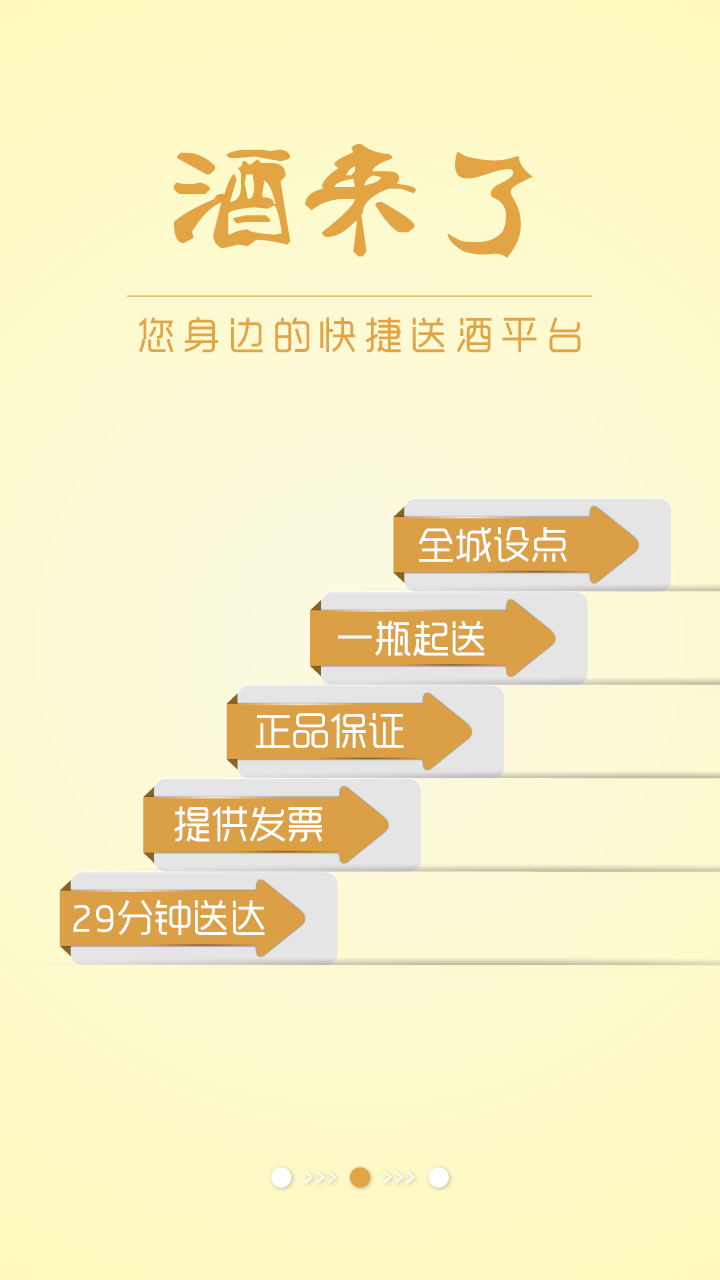 酒来了
您身边的快捷送酒平台
全城设点
一瓶起送
正品保证
提供发票
29分钟送达